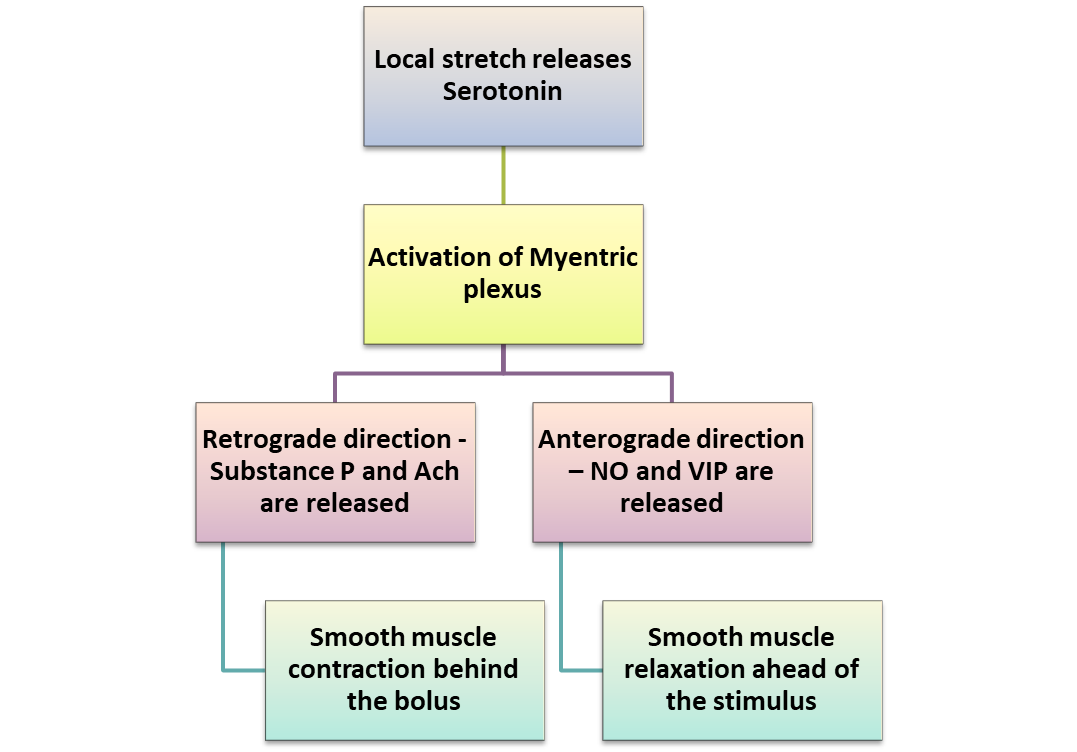 Local stretch releases
Serotonin
Activation of Myentric
plexus
Retrograde direction -
Substance P and Ach
are released
Anterograde direction
– NO and VIP are
released
Smooth muscle
contraction behind
the bolus
Smooth muscle
relaxation ahead of
the stimulus